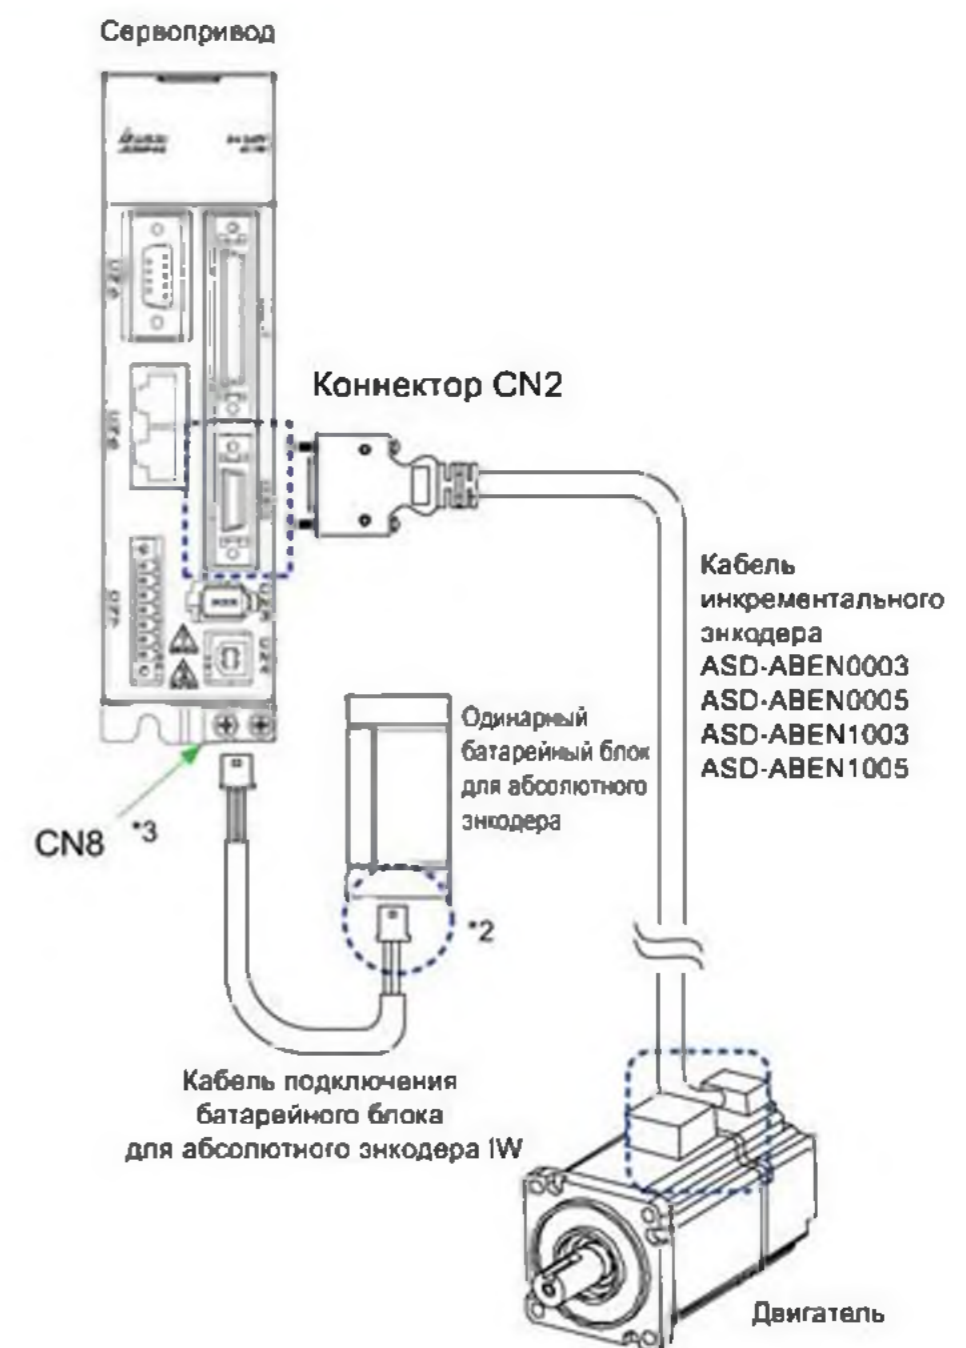 Сервопривод
Коннектор CN2
Кабель
инкрементального
энкодера
ASD-ABEN0003
ASD-ABEN0005
ASD-ABEN1003
ASD-ABEN1005
Одинарный
батарейный блок
для абсолютного
энкодера
CN8 *3
*2
Кабель подключения
батарейного блока
для абсолютного энкодера IW
Двигатель